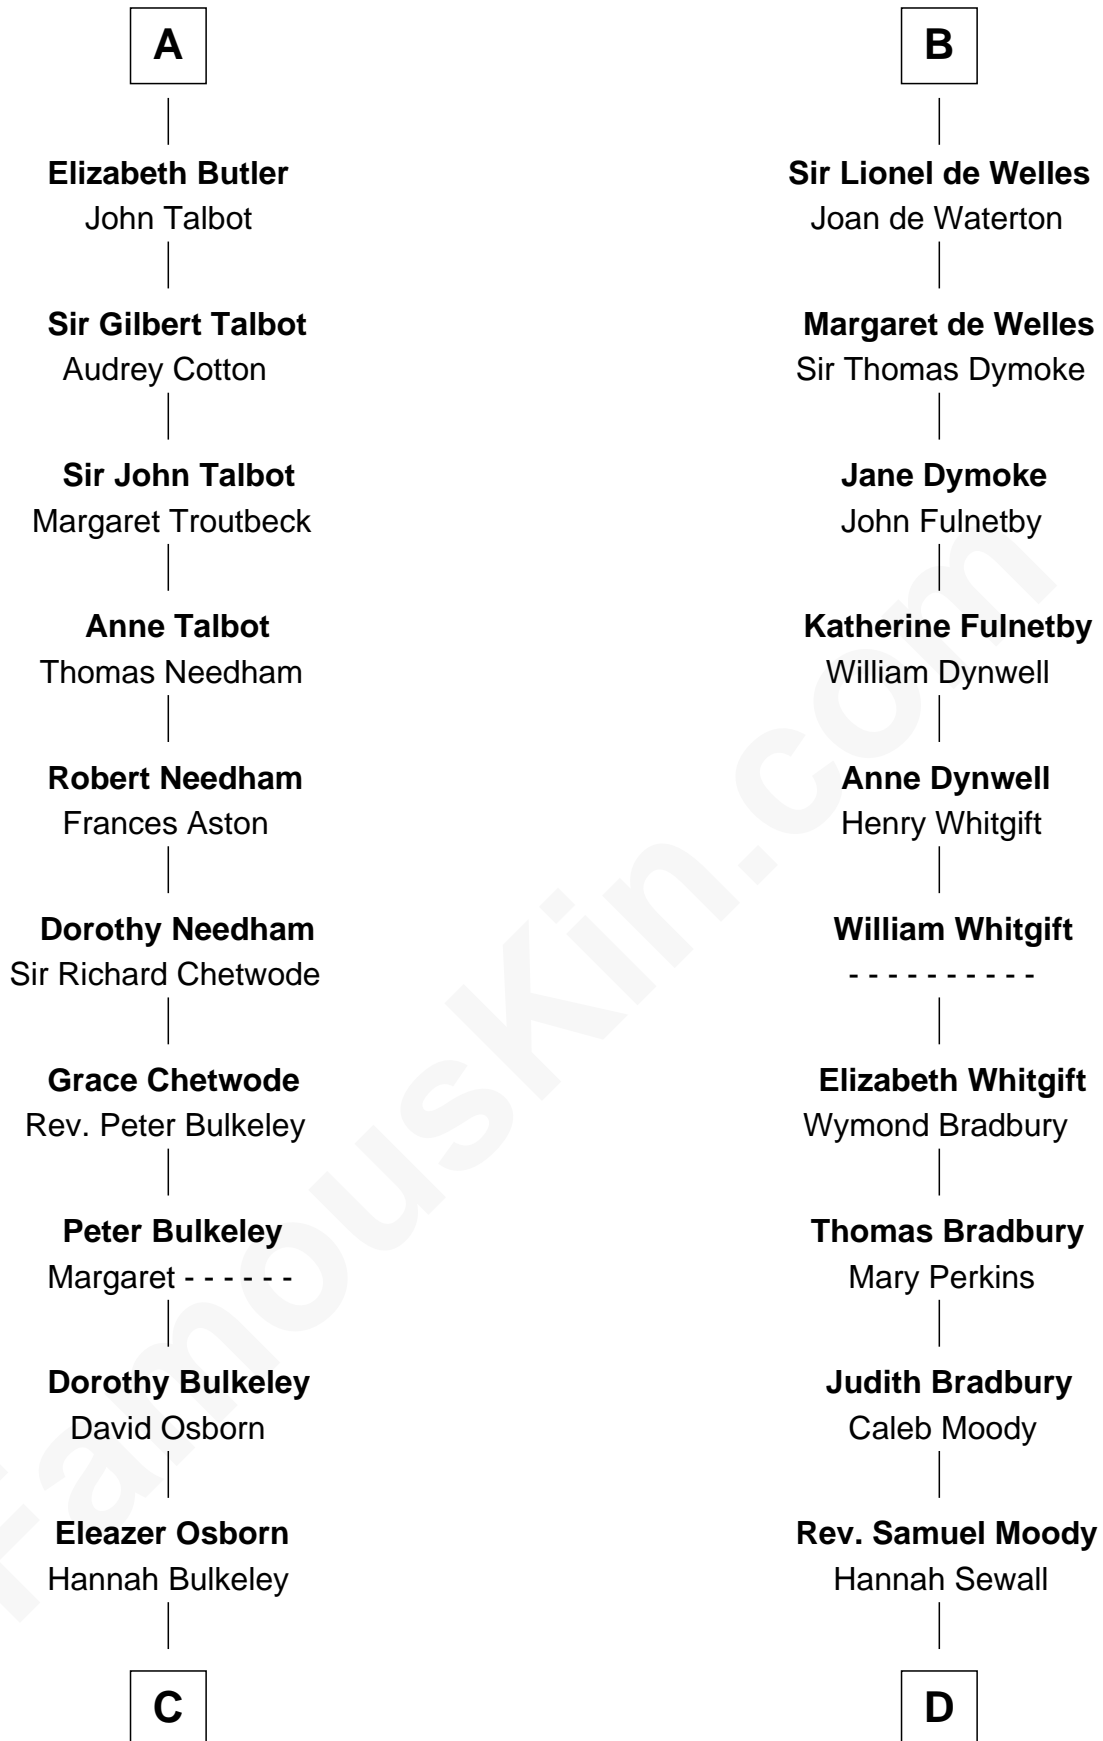 A
Elizabeth Butler
John Talbot
Sir Gilbert Talbot
Audrey Cotton
Sir John Talbot
Margaret Troutbeck
Anne Talbot
Thomas Needham
Robert Needham
Frances Aston
Dorothy Needham
Sir Richard Chetwode
Grace Chetwode
Rev. Peter Bulkeley
Peter Bulkeley
Margaret - - - - - -
Dorothy Bulkeley
David Osborn
Eleazer Osborn
Hannah Bulkeley
C
B
Sir Lionel de Welles
Joan de Waterton
Margaret de Welles
Sir Thomas Dymoke
Jane Dymoke
John Fulnetby
Katherine Fulnetby
William Dynwell
Anne Dynwell
Henry Whitgift
William Whitgift
- - - - - - - - - -
Elizabeth Whitgift
Wymond Bradbury
Thomas Bradbury
Mary Perkins
Judith Bradbury
Caleb Moody
Rev. Samuel Moody
Hannah Sewall
D
FamousKin.com